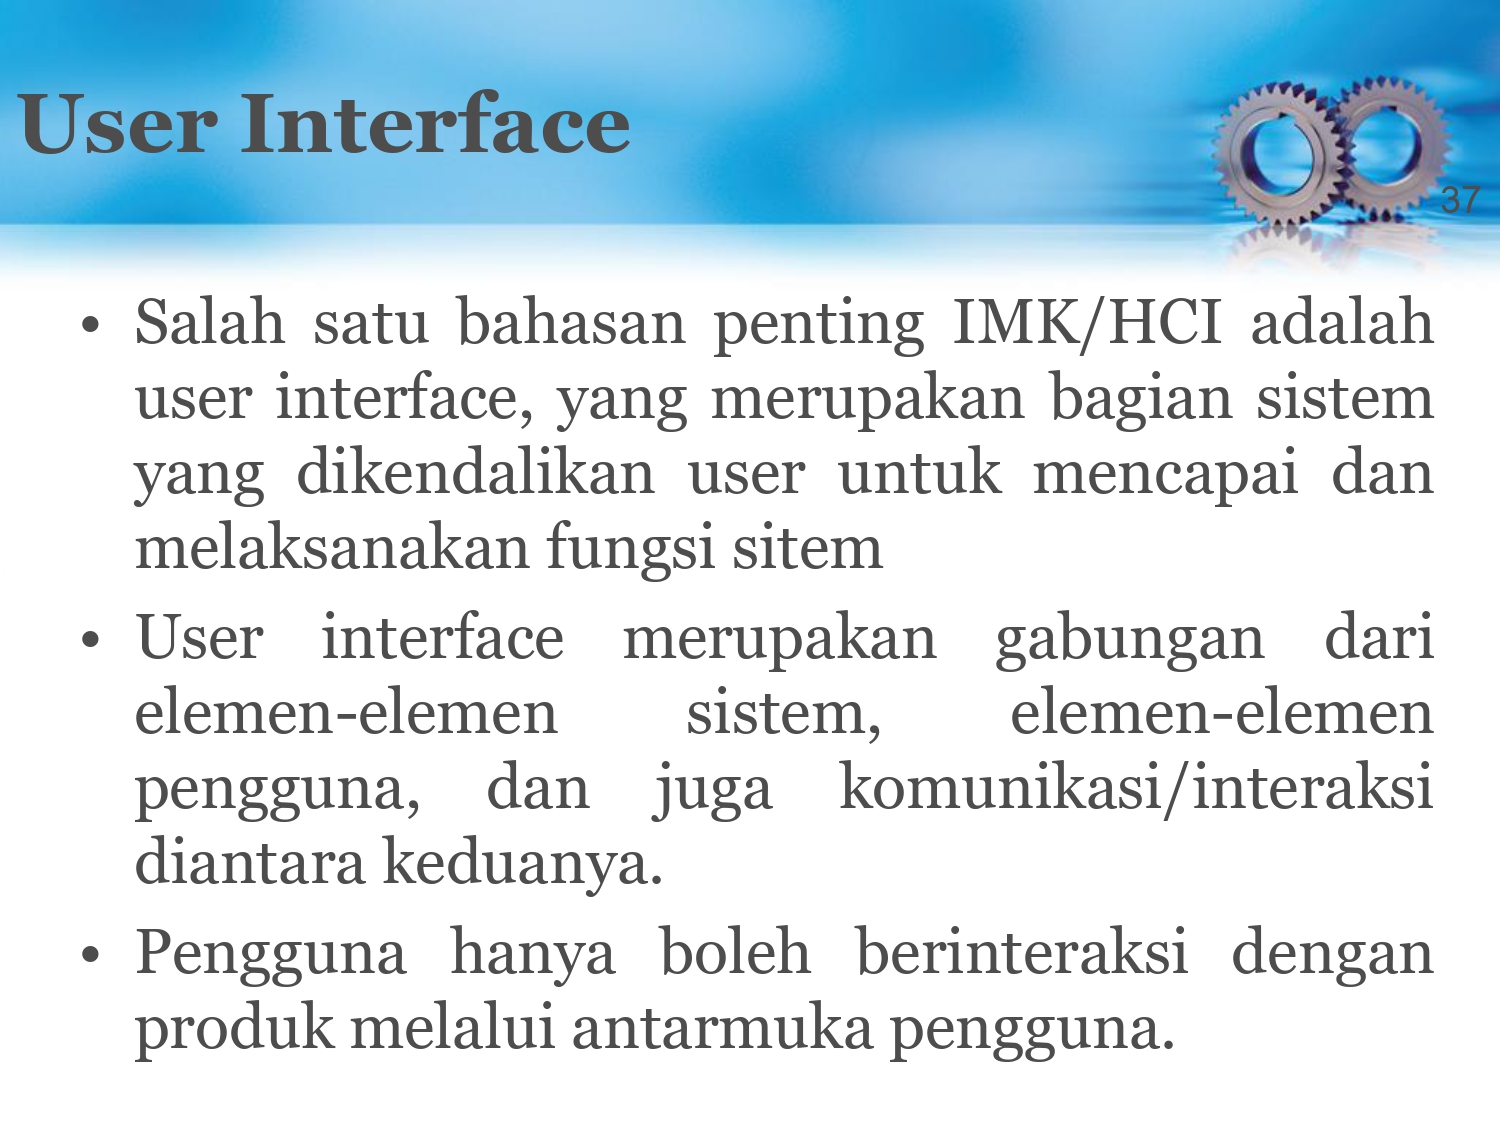 User Interface
37
• Salah satu bahasan penting IMK/HCI adalah
user interface, yang merupakan bagian sistem
yang dikendalikan user untuk mencapai dan
melaksanakan fungsi sitem
• User interface merupakan gabungan dari
elemen-elemen sistem, elemen-elemen
pengguna, dan juga komunikasi/interaksi
diantara keduanya.
• Pengguna hanya boleh berinteraksi dengan
produk melalui antarmuka pengguna.